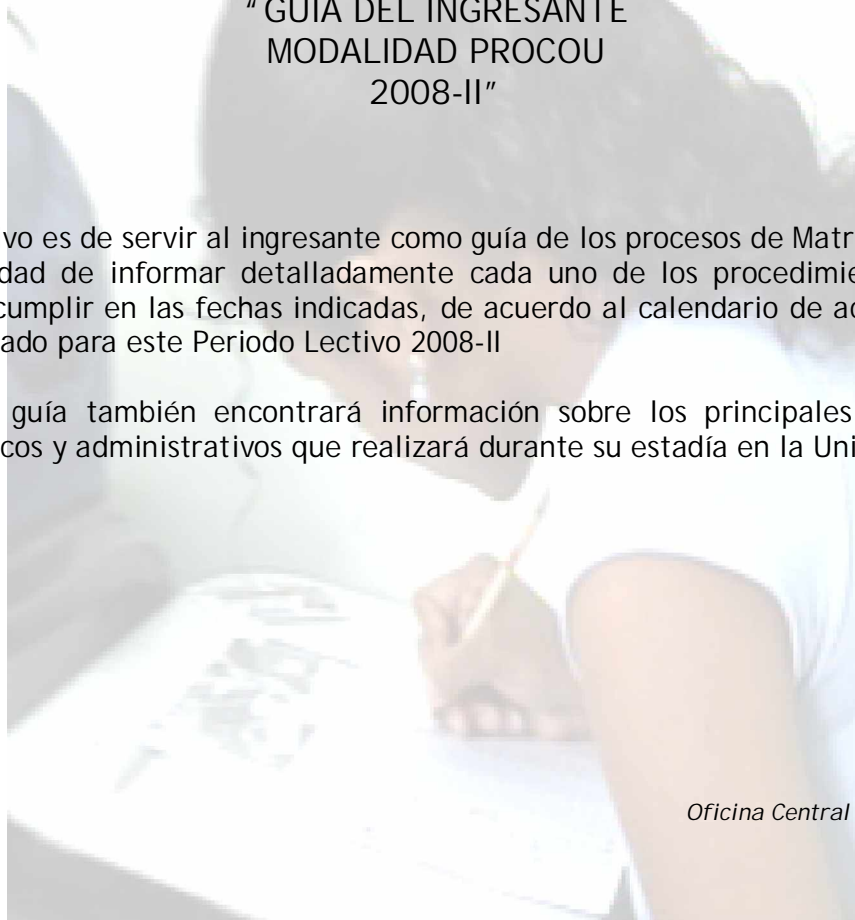 “GUIA DEL INGRESANTE
MODALIDAD PROCOU
2008-II”
vo es de servir al ingresante como guía de los procesos de Matr
dad de informar detalladamente cada uno de los procedimie
cumplir en las fechas indicadas, de acuerdo al calendario de ac
ado para este Periodo Lectivo 2008-II
guía también encontrará información sobre los principales
cos y administrativos que realizará durante su estadía en la Uni
Oficina Central